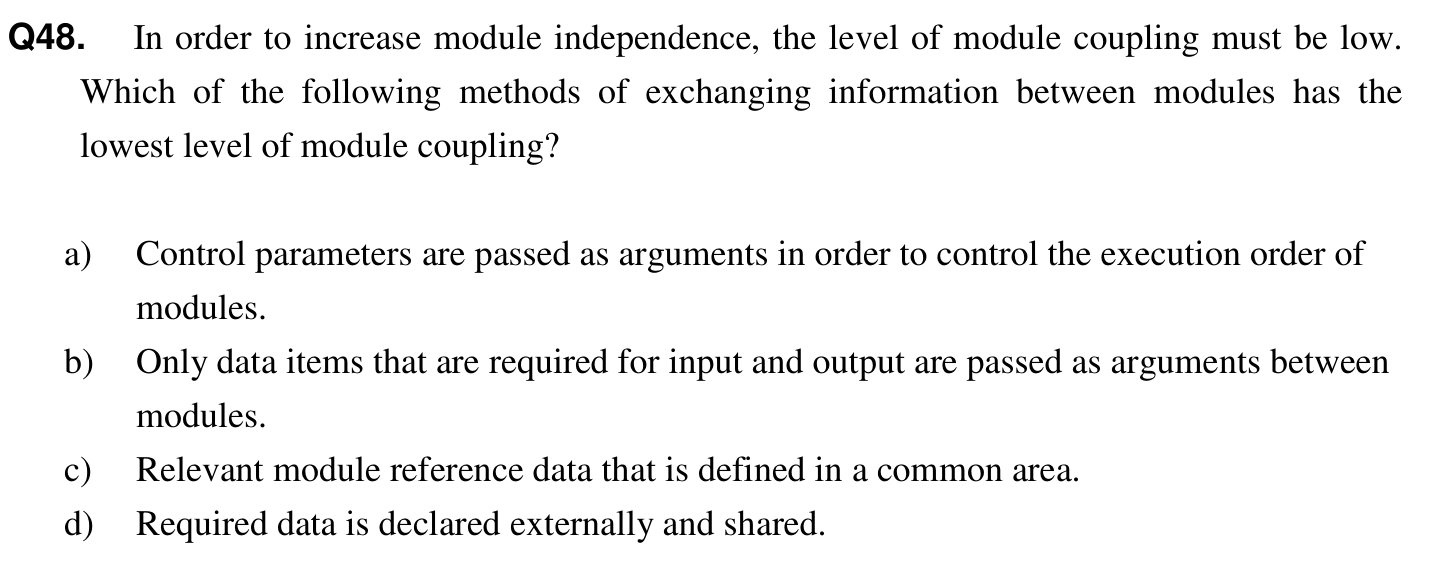 Q48. In order to increase module independence, the level of module coupling must be low.
Which of the following methods of exchanging information between modules has the
lowest level of module coupling?
a) Control parameters are passed as arguments in order to control the execution order of
modules.
b) Only data items that are required for input and output are passed as arguments between
modules.
c) Relevant module reference data that is defined in a common area.
d) Required data is declared externally and shared.